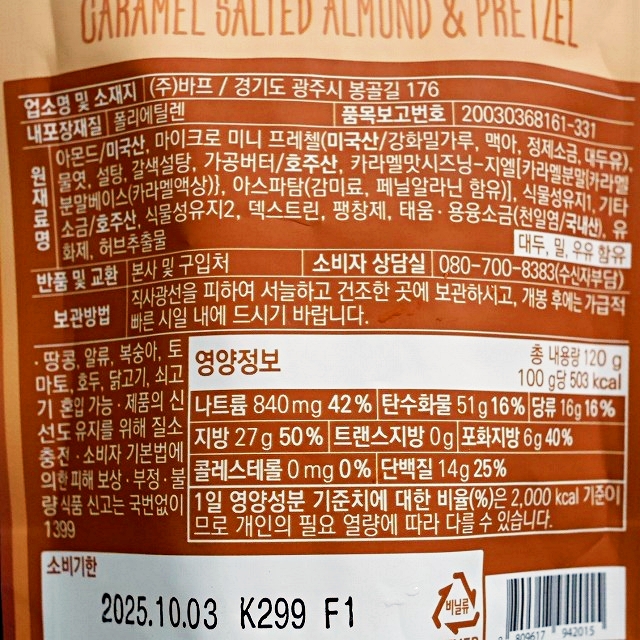 CARAMEL SALTED ALMOND & PRETZEL
업소명 및 소재지 (주)바프 / 경기도 광주시 봉골길 176
내포장재질 폴리에틸렌 품목보고번호 20030368161-331
원재료명
아몬드/미국산, 마이크로 미니 프레첼(미국산/강화밀가루, 맥아, 정제소금, 대두유),
물엿, 설탕, 갈색설탕, 가공버터/호주산, 카라멜맛시즈닝-지엘[카라멜분말{카라멜
분말베이스(카라멜액상)}, 아스파탐(감미료, 페닐알라닌 함유)], 식물성유지, 기타
소금/호주산, 식물성유지2, 덱스트린, 팽창제, 태움·용융소금(천일염/국내산), 유
화제, 허브추출물
대두, 밀, 우유 함유
반품 및 교환 본사 및 구입처 소비자 상담실 080-700-8383(수신자부담)
보관방법
직사광선을 피하여 서늘하고 건조한 곳에 보관하시고, 개봉 후에는 가급적
빠른 시일 내에 드시기 바랍니다.
· 땅콩, 알류, 복숭아, 토
마토, 호두, 닭고기, 쇠고
기 혼입 가능 · 제품의 신
선도 유지를 위해 질소
충전 · 소비자 기본법에
의한 피해 보상 · 부정·불
량 식품 신고는 국번없이
1399
영양정보
총 내용량 120 g
100 g당 503 kcal
나트륨 840mg 42% 탄수화물 51g 16% 당류 16g 16%
지방 27g 50% 트랜스지방 0g 포화지방 6g 40%
콜레스테롤 0mg 0% 단백질 14g 25%
1일 영양성분 기준치에 대한 비율(%)은 2,000 kcal 기준이
므로 개인의 필요 열량에 따라 다를 수 있습니다.
소비기한
2025.10.03 K299 F1
비닐류
809617 942015